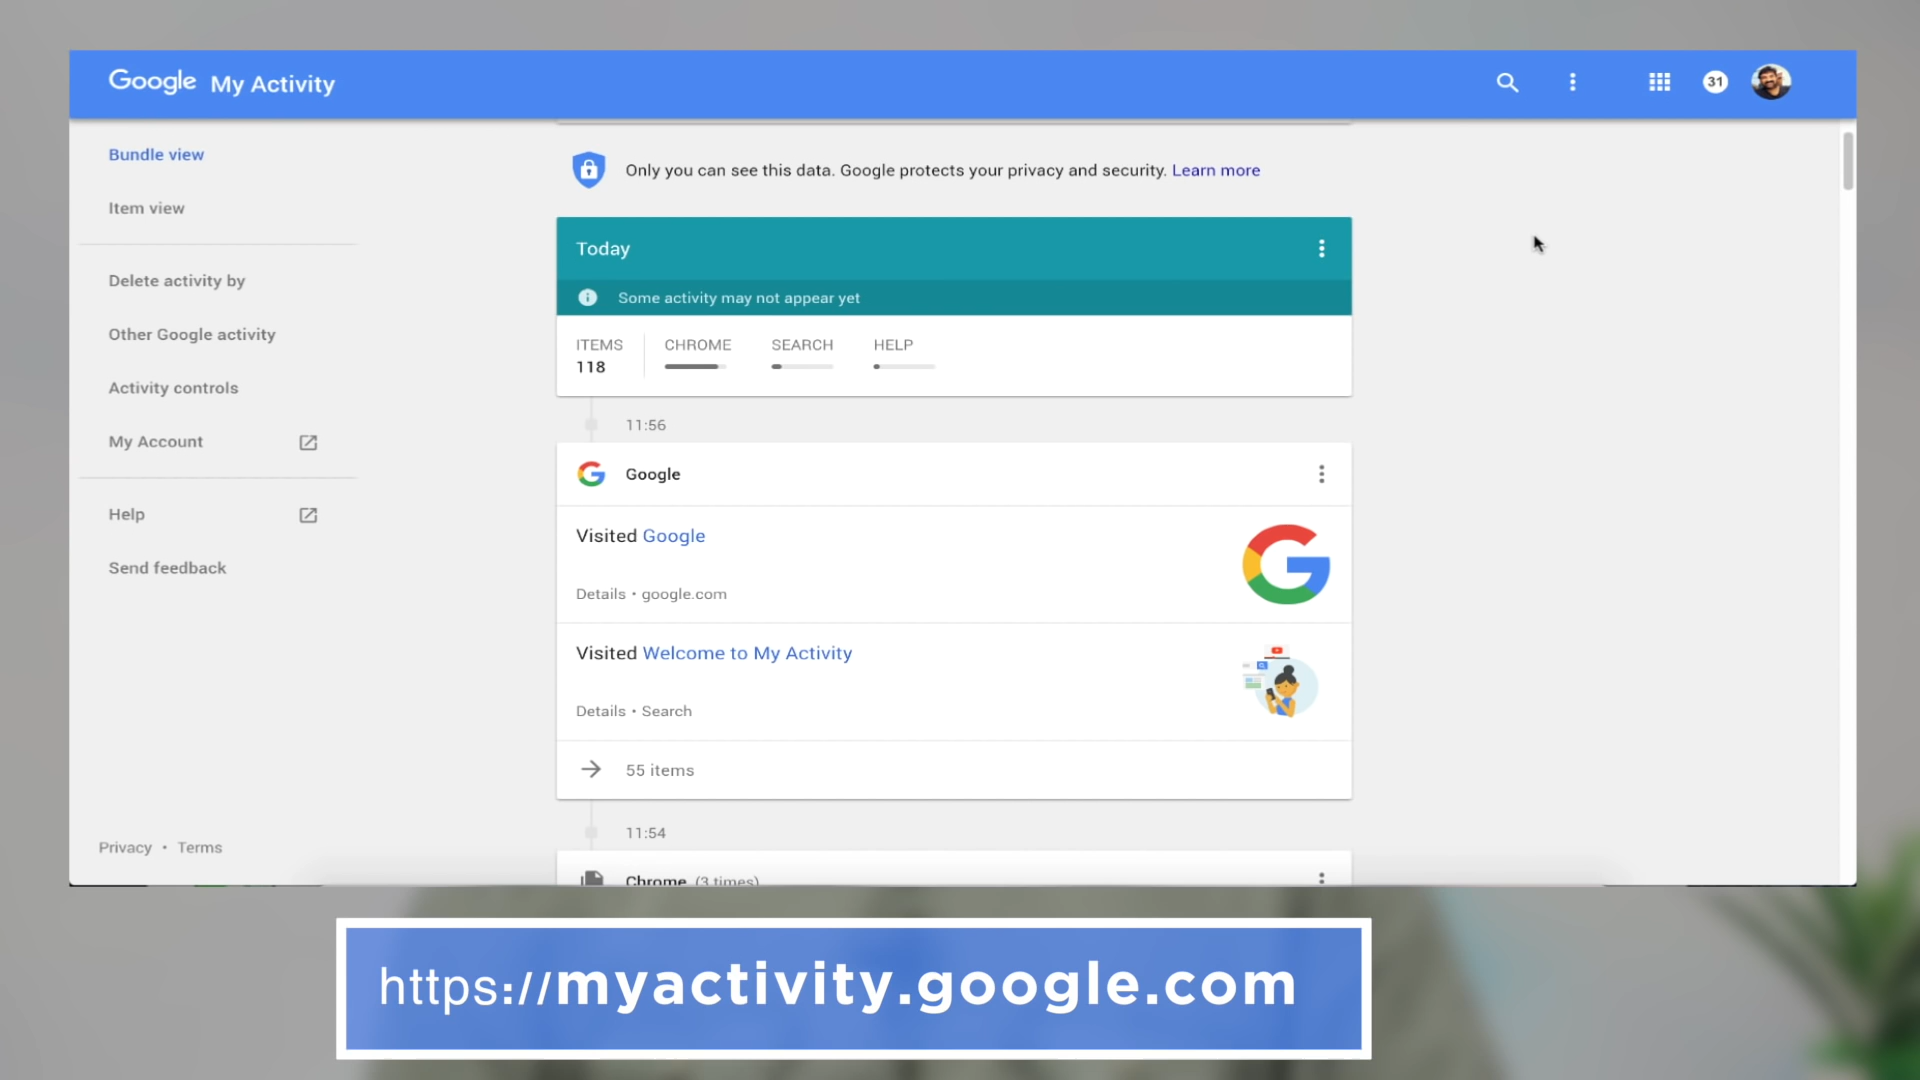 Google My Activity
31
Bundle view
Item view
Delete activity by
Other Google activity
Activity controls
My Account
Help
Send feedback
Privacy • Terms
Only you can see this data. Google protects your privacy and security. Learn more
Today
Some activity may not appear yet
ITEMS CHROME SEARCH HELP
118
11:56
Google
Visited Google
Details • google.com
Visited Welcome to My Activity
Details • Search
55 items
11:54
Chrome (3 times)
https://myactivity.google.com